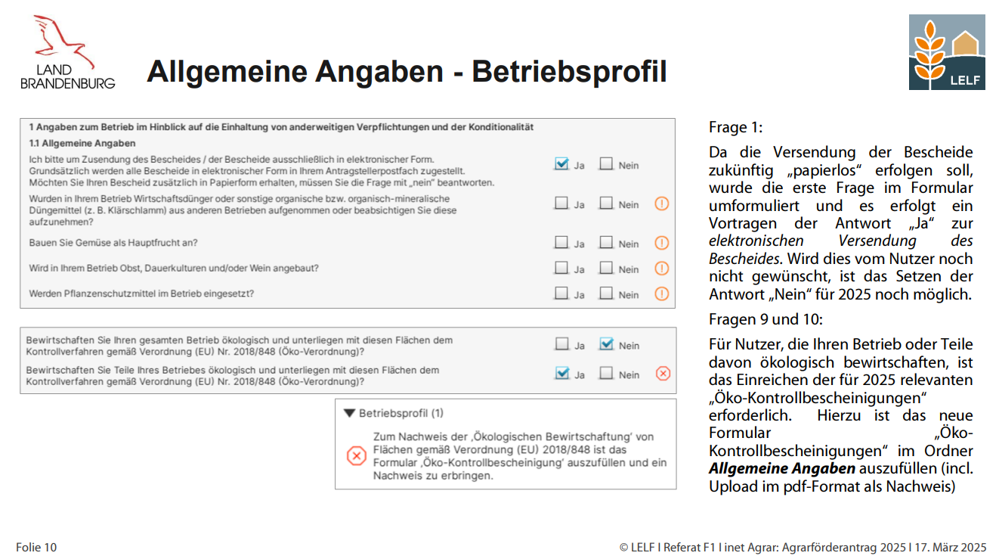 LAND
BRANDENBURG
Allgemeine Angaben - Betriebsprofil
LELF
1 Angaben zum Betrieb im Hinblick auf die Einhaltung von anderweitigen Verpflichtungen und der Konditionalität
1.1 Allgemeine Angaben
Ich bitte um Zusendung des Bescheides / der Bescheide ausschließlich in elektronischer Form.
Grundsätzlich werden alle Bescheide in elektronischer Form in Ihrem Antragstellerpostfach zugestellt.
Möchten Sie Ihren Bescheid zusätzlich in Papierform erhalten, müssen Sie die Frage mit „nein" beantworten.
Ja Nein
Wurden in Ihrem Betrieb Wirtschaftsdünger oder sonstige organische bzw. organisch-mineralische
Düngemittel (z. B. Klärschlamm) aus anderen Betrieben aufgenommen oder beabsichtigen Sie diese
aufzunehmen?
Ja Nein
Bauen Sie Gemüse als Hauptfrucht an? Ja Nein
Wird in Ihrem Betrieb Obst, Dauerkulturen und/oder Wein angebaut? Ja Nein
Werden Pflanzenschutzmittel im Betrieb eingesetzt? Ja Nein
Bewirtschaften Sie Ihren gesamten Betrieb ökologisch und unterliegen mit diesen Flächen dem
Kontrollverfahren gemäß Verordnung (EU) Nr. 2018/848 (Öko-Verordnung)?
Ja Nein
Bewirtschaften Sie Teile Ihres Betriebes ökologisch und unterliegen mit diesen Flächen dem
Kontrollverfahren gemäß Verordnung (EU) Nr. 2018/848 (Öko-Verordnung)?
Ja Nein
Betriebsprofil (1)
Zum Nachweis der ‚Ökologischen Bewirtschaftung' von
Flächen gemäß Verordnung (EU) 2018/848 ist das
Formular ‚Öko-Kontrollbescheinigung' auszufüllen und ein
Nachweis zu erbringen.
Frage 1:
Da die Versendung der Bescheide
zukünftig „papierlos“ erfolgen soll,
wurde die erste Frage im Formular
umformuliert und es erfolgt ein
Vortragen der Antwort „Ja“ zur
elektronischen Versendung des
Bescheides. Wird dies vom Nutzer noch
nicht gewünscht, ist das Setzen der
Antwort „Nein“ für 2025 noch möglich.
Fragen 9 und 10:
Für Nutzer, die Ihren Betrieb oder Teile
davon ökologisch bewirtschaften, ist
das Einreichen der für 2025 relevanten
„Öko-Kontrollbescheinigungen“
erforderlich. Hierzu ist das neue
Formular „Öko-
Kontrollbescheinigungen“ im Ordner
Allgemeine Angaben auszufüllen (incl.
Upload im pdf-Format als Nachweis)
Folie 10
© LELF I Referat F1 I inet Agrar: Agrarförderantrag 2025 I 17. März 2025